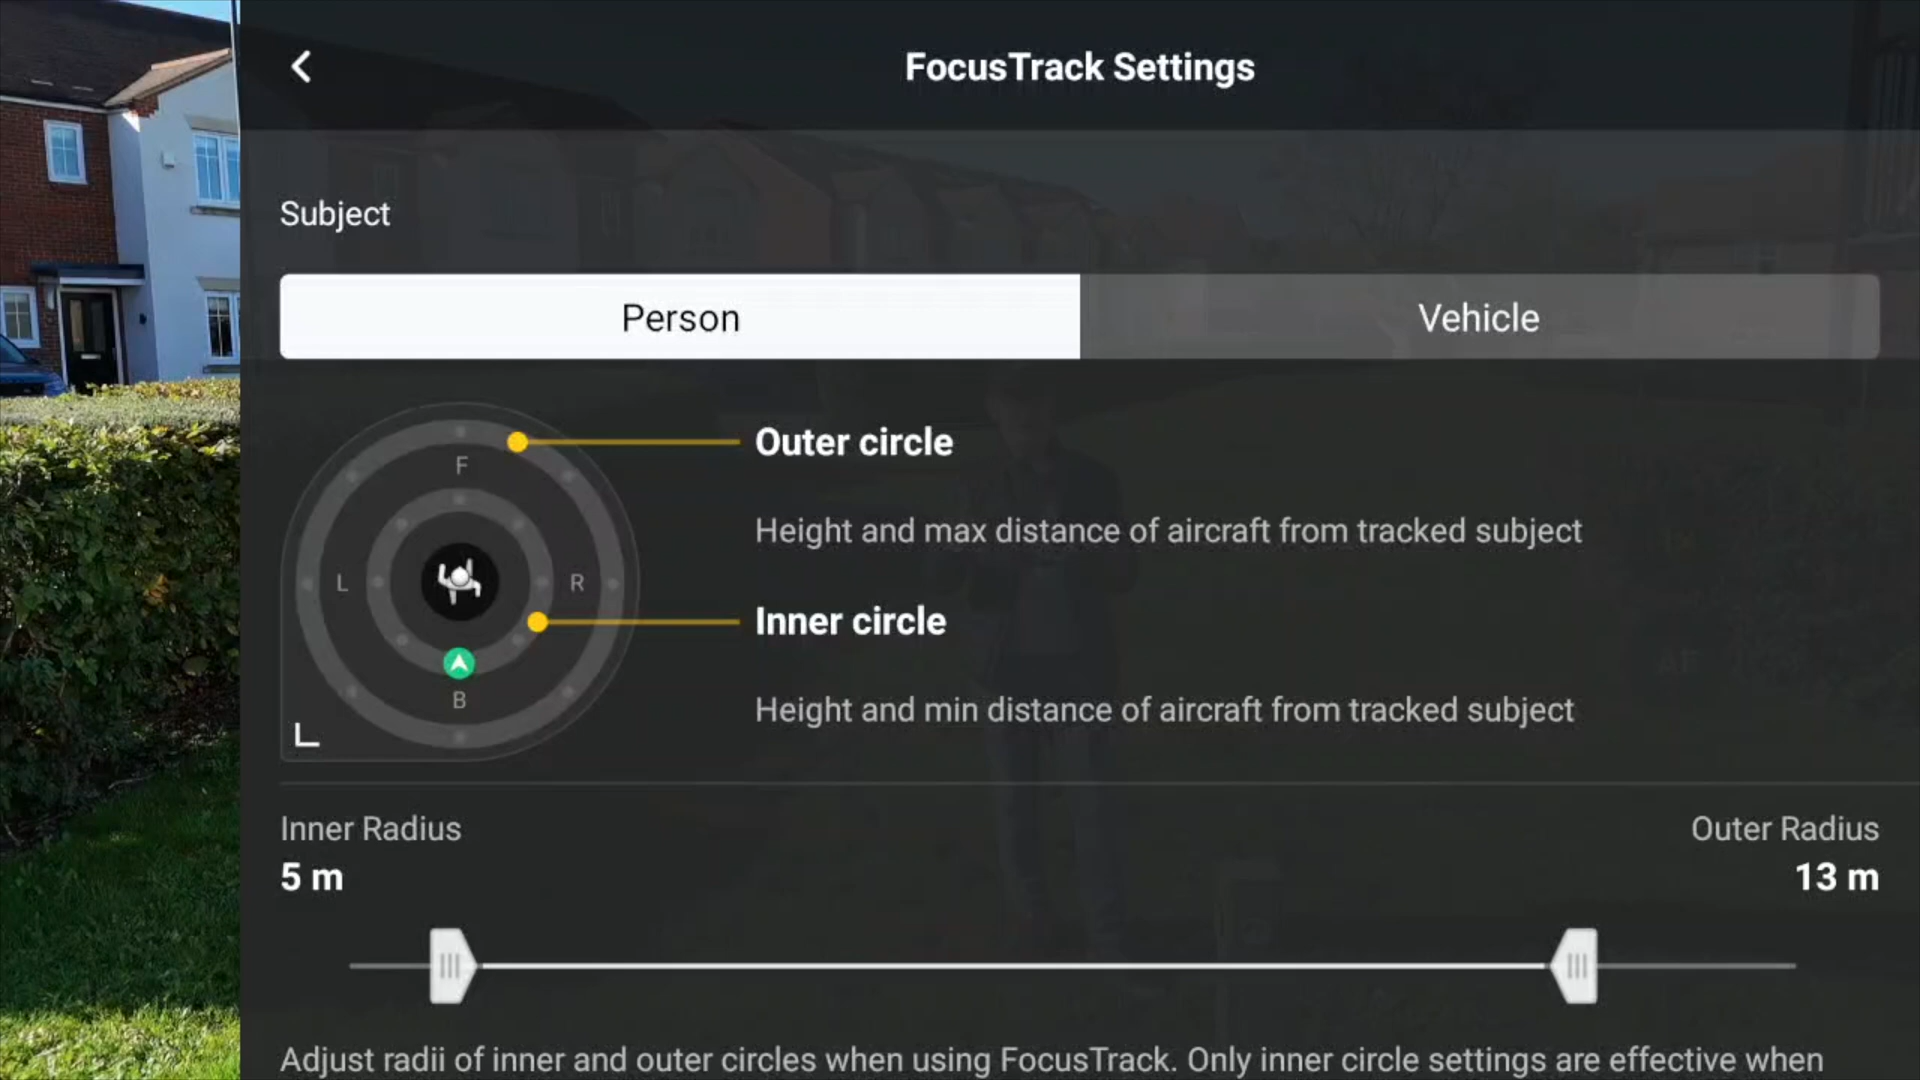 FocusTrack Settings
Subject
Person
Vehicle
Outer circle
F
Height and max distance of aircraft from tracked subject
L
R
Inner circle
B
Height and min distance of aircraft from tracked subject
Inner Radius
Outer Radius
5 m
13 m
Adjust radii of inner and outer circles when using FocusTrack. Only inner circle settings are effective when